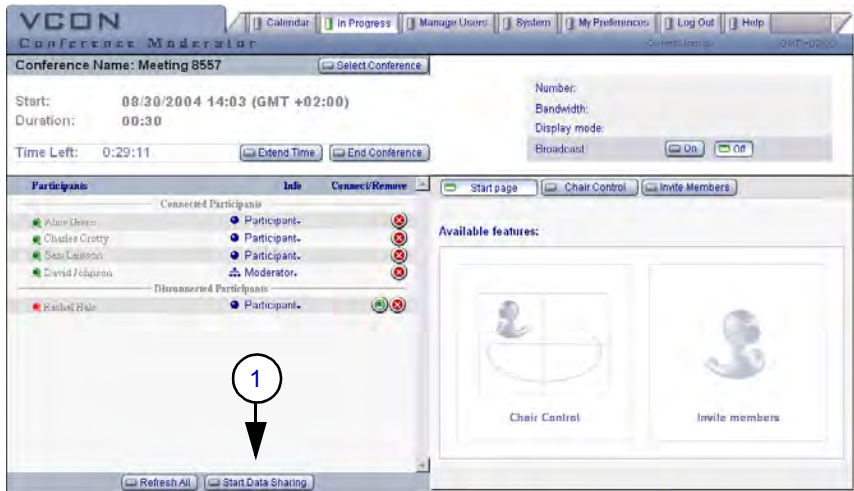 VCON
Conference Moderator
Calendar In Progress Manage Users System My Preferences Log Out Help
(GMT+02:00)
Conference Name: Meeting 8557 Select Conference
Start: 08/30/2004 14:03 (GMT +02:00)
Duration: 00:30
Time Left: 0:29:11 Extend Time End Conference
Number:
Bandwidth:
Display mode:
Broadcast On Off
Participants Info Connect/Remove
Connected Participants
Alice Green Participant
Charles Crotty Participant
Sam Participant
David Johnson Moderator
Disconnected Participants
Rachel Hale Participant
1
Refresh All Start Data Sharing
Start page Chair Control Invite Members
Available features:
Chair Control Invite members